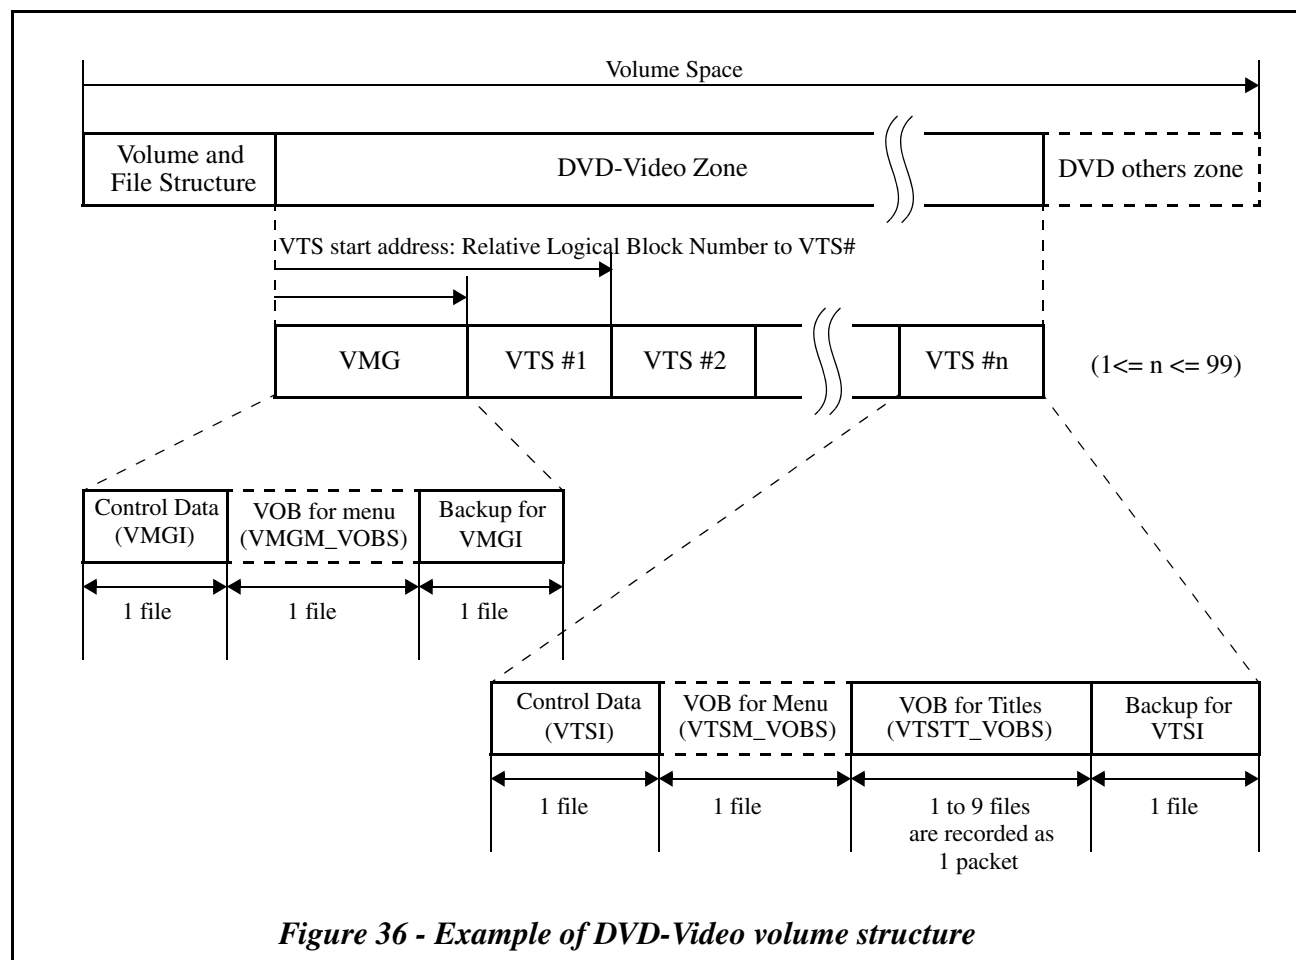 Volume Space
Volume and
File Structure
DVD-Video Zone
DVD others zone
VTS start address: Relative Logical Block Number to VTS#
VMG
VTS #1
VTS #2
VTS #n
(1<= n <= 99)
Control Data
(VMGI)
VOB for menu
(VMGM_VOBS)
Backup for
VMGI
1 file
1 file
1 file
Control Data
(VTSI)
VOB for Menu
(VTSM_VOBS)
VOB for Titles
(VTSTT_VOBS)
Backup for
VTSI
1 file
1 file
1 to 9 files
are recorded as
1 packet
1 file
Figure 36 - Example of DVD-Video volume structure